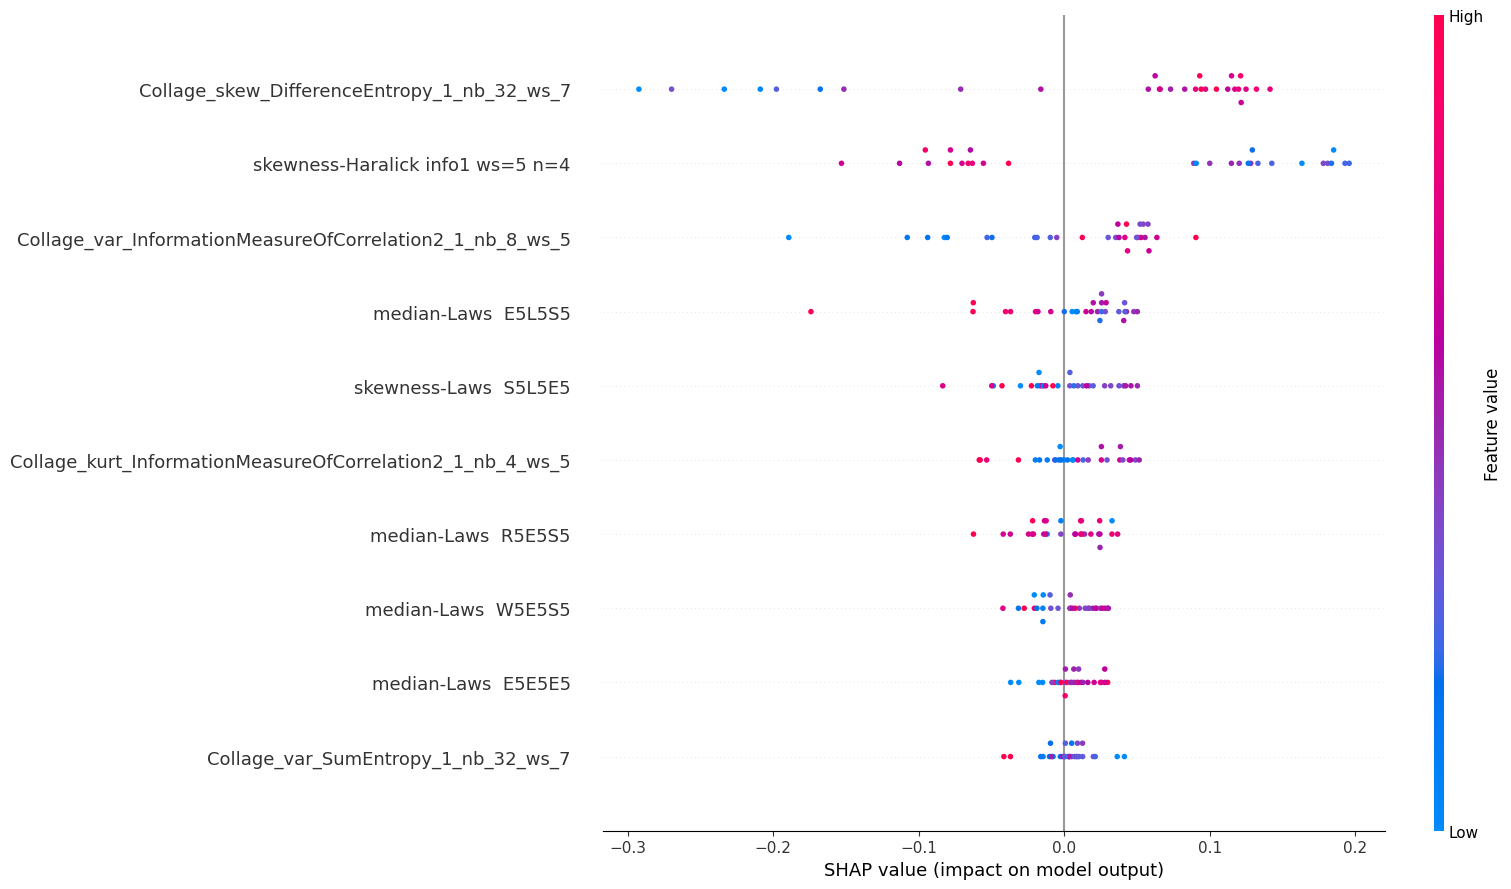 High
Collage_skew_DifferenceEntropy_1_nb_32_ws_7
skewness-Haralick info1 ws=5 n=4
Collage_var_InformationMeasureOfCorrelation2_1_nb_8_ws_5
median-Laws  E5L5S5
skewness-Laws  S5L5E5
Collage_kurt_InformationMeasureOfCorrelation2_1_nb_4_ws_5
median-Laws  R5E5S5
median-Laws  W5E5S5
median-Laws  E5E5E5
Collage_var_SumEntropy_1_nb_32_ws_7
Feature value
Low
−0.3 −0.2 −0.1 0.0 0.1 0.2
SHAP value (impact on model output)